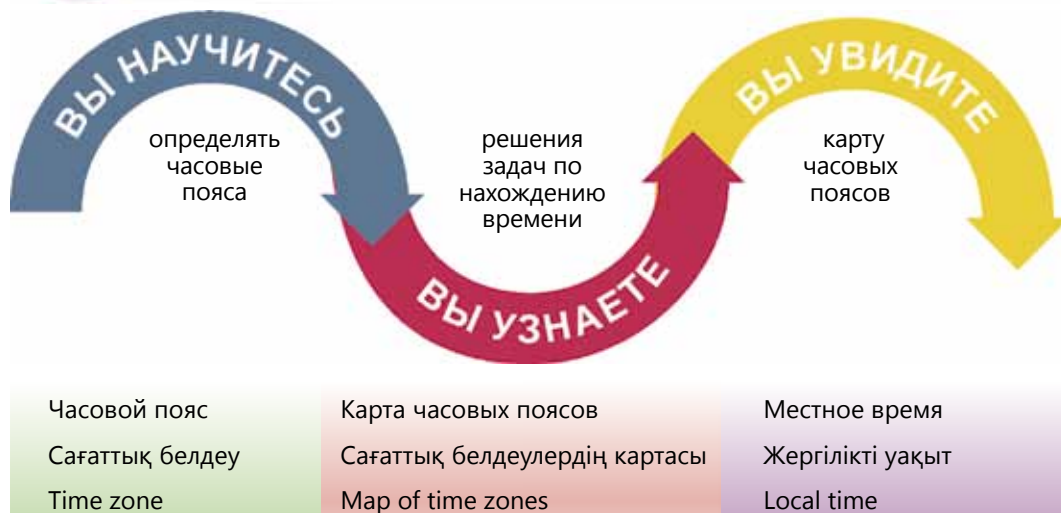 ВЫ НАУЧИТЕСЬ
определять
часовые
пояса
ВЫ УЗНАЕТЕ
решения
задач по
нахождению
времени
ВЫ УВИДИТЕ
карту
часовых
поясов
Часовой пояс
Сағаттық белдеу
Time zone
Карта часовых поясов
Сағаттық белдеулердің картасы
Map of time zones
Местное время
Жергілікті уақыт
Local time